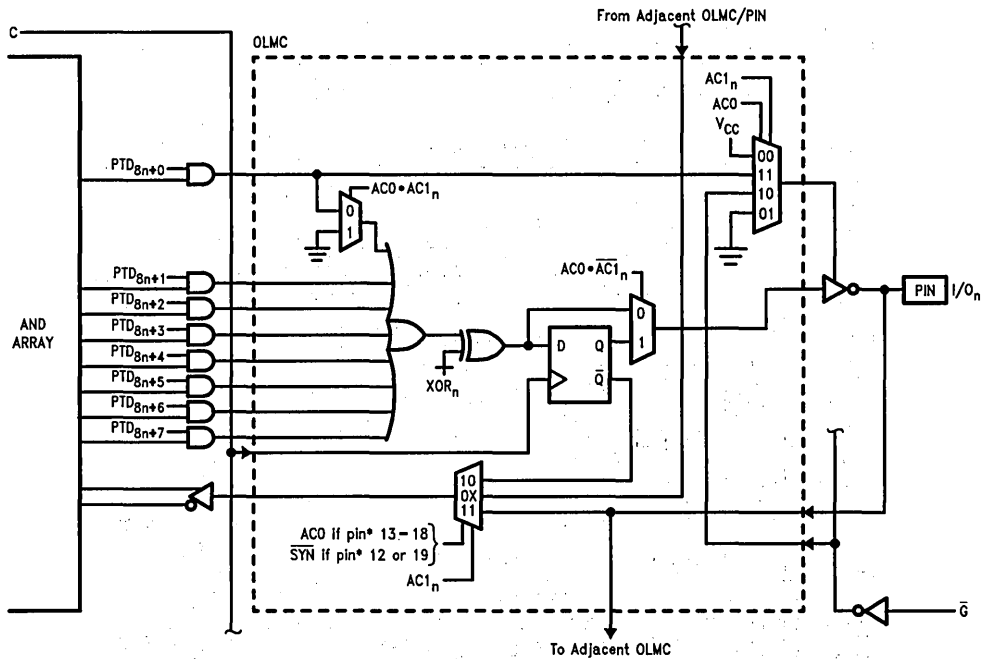 From Adjacent OLMC/PIN
C
OLMC
AC1n
AC0
VCC
00
11
10
01
PTD8n+0
AC0•AC1n
0
1
PTD8n+1
PTD8n+2
PTD8n+3
PTD8n+4
PTD8n+5
PTD8n+6
PTD8n+7
AND
ARRAY
XORn
D Q
Q̅
AC0•A̅C̅1̅n
0
1
PIN I/On
10
0X
11
AC0 if pin* 13-18
S̅Y̅N̅ if pin* 12 or 19
AC1n
G̅
To Adjacent OLMC